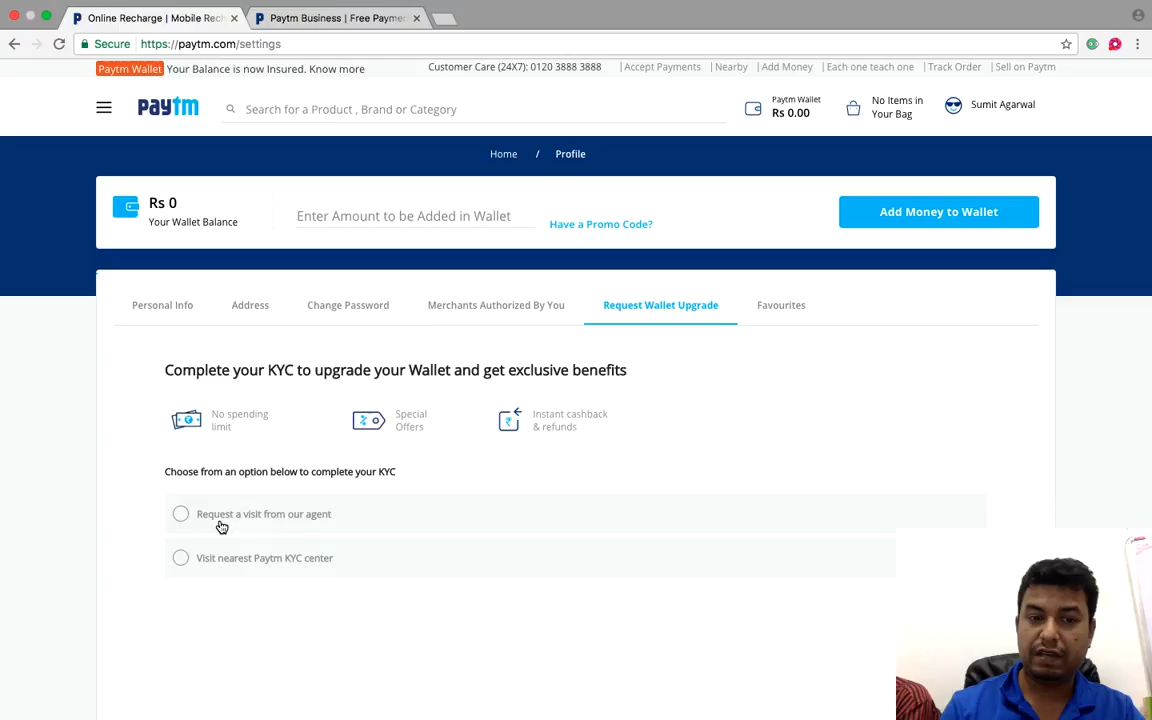 Online Recharge | Mobile Rech
Paytm Business | Free Paymen
Secure https://paytm.com/settings
Paytm Wallet Your Balance is now Insured. Know more
Customer Care (24X7): 0120 3888 3888 | Accept Payments | Nearby | Add Money | Each one teach one | Track Order | Sell on Paytm
paytm
Search for a Product , Brand or Category
Paytm Wallet
Rs 0.00
No Items in
Your Bag
Sumit Agarwal
Home / Profile
Rs 0
Your Wallet Balance
Enter Amount to be Added in Wallet
Have a Promo Code?
Add Money to Wallet
Personal Info Address Change Password Merchants Authorized By You Request Wallet Upgrade Favourites
Complete your KYC to upgrade your Wallet and get exclusive benefits
No spending
limit
Special
Offers
Instant cashback
& refunds
Choose from an option below to complete your KYC
Request a visit from our agent
Visit nearest Paytm KYC center